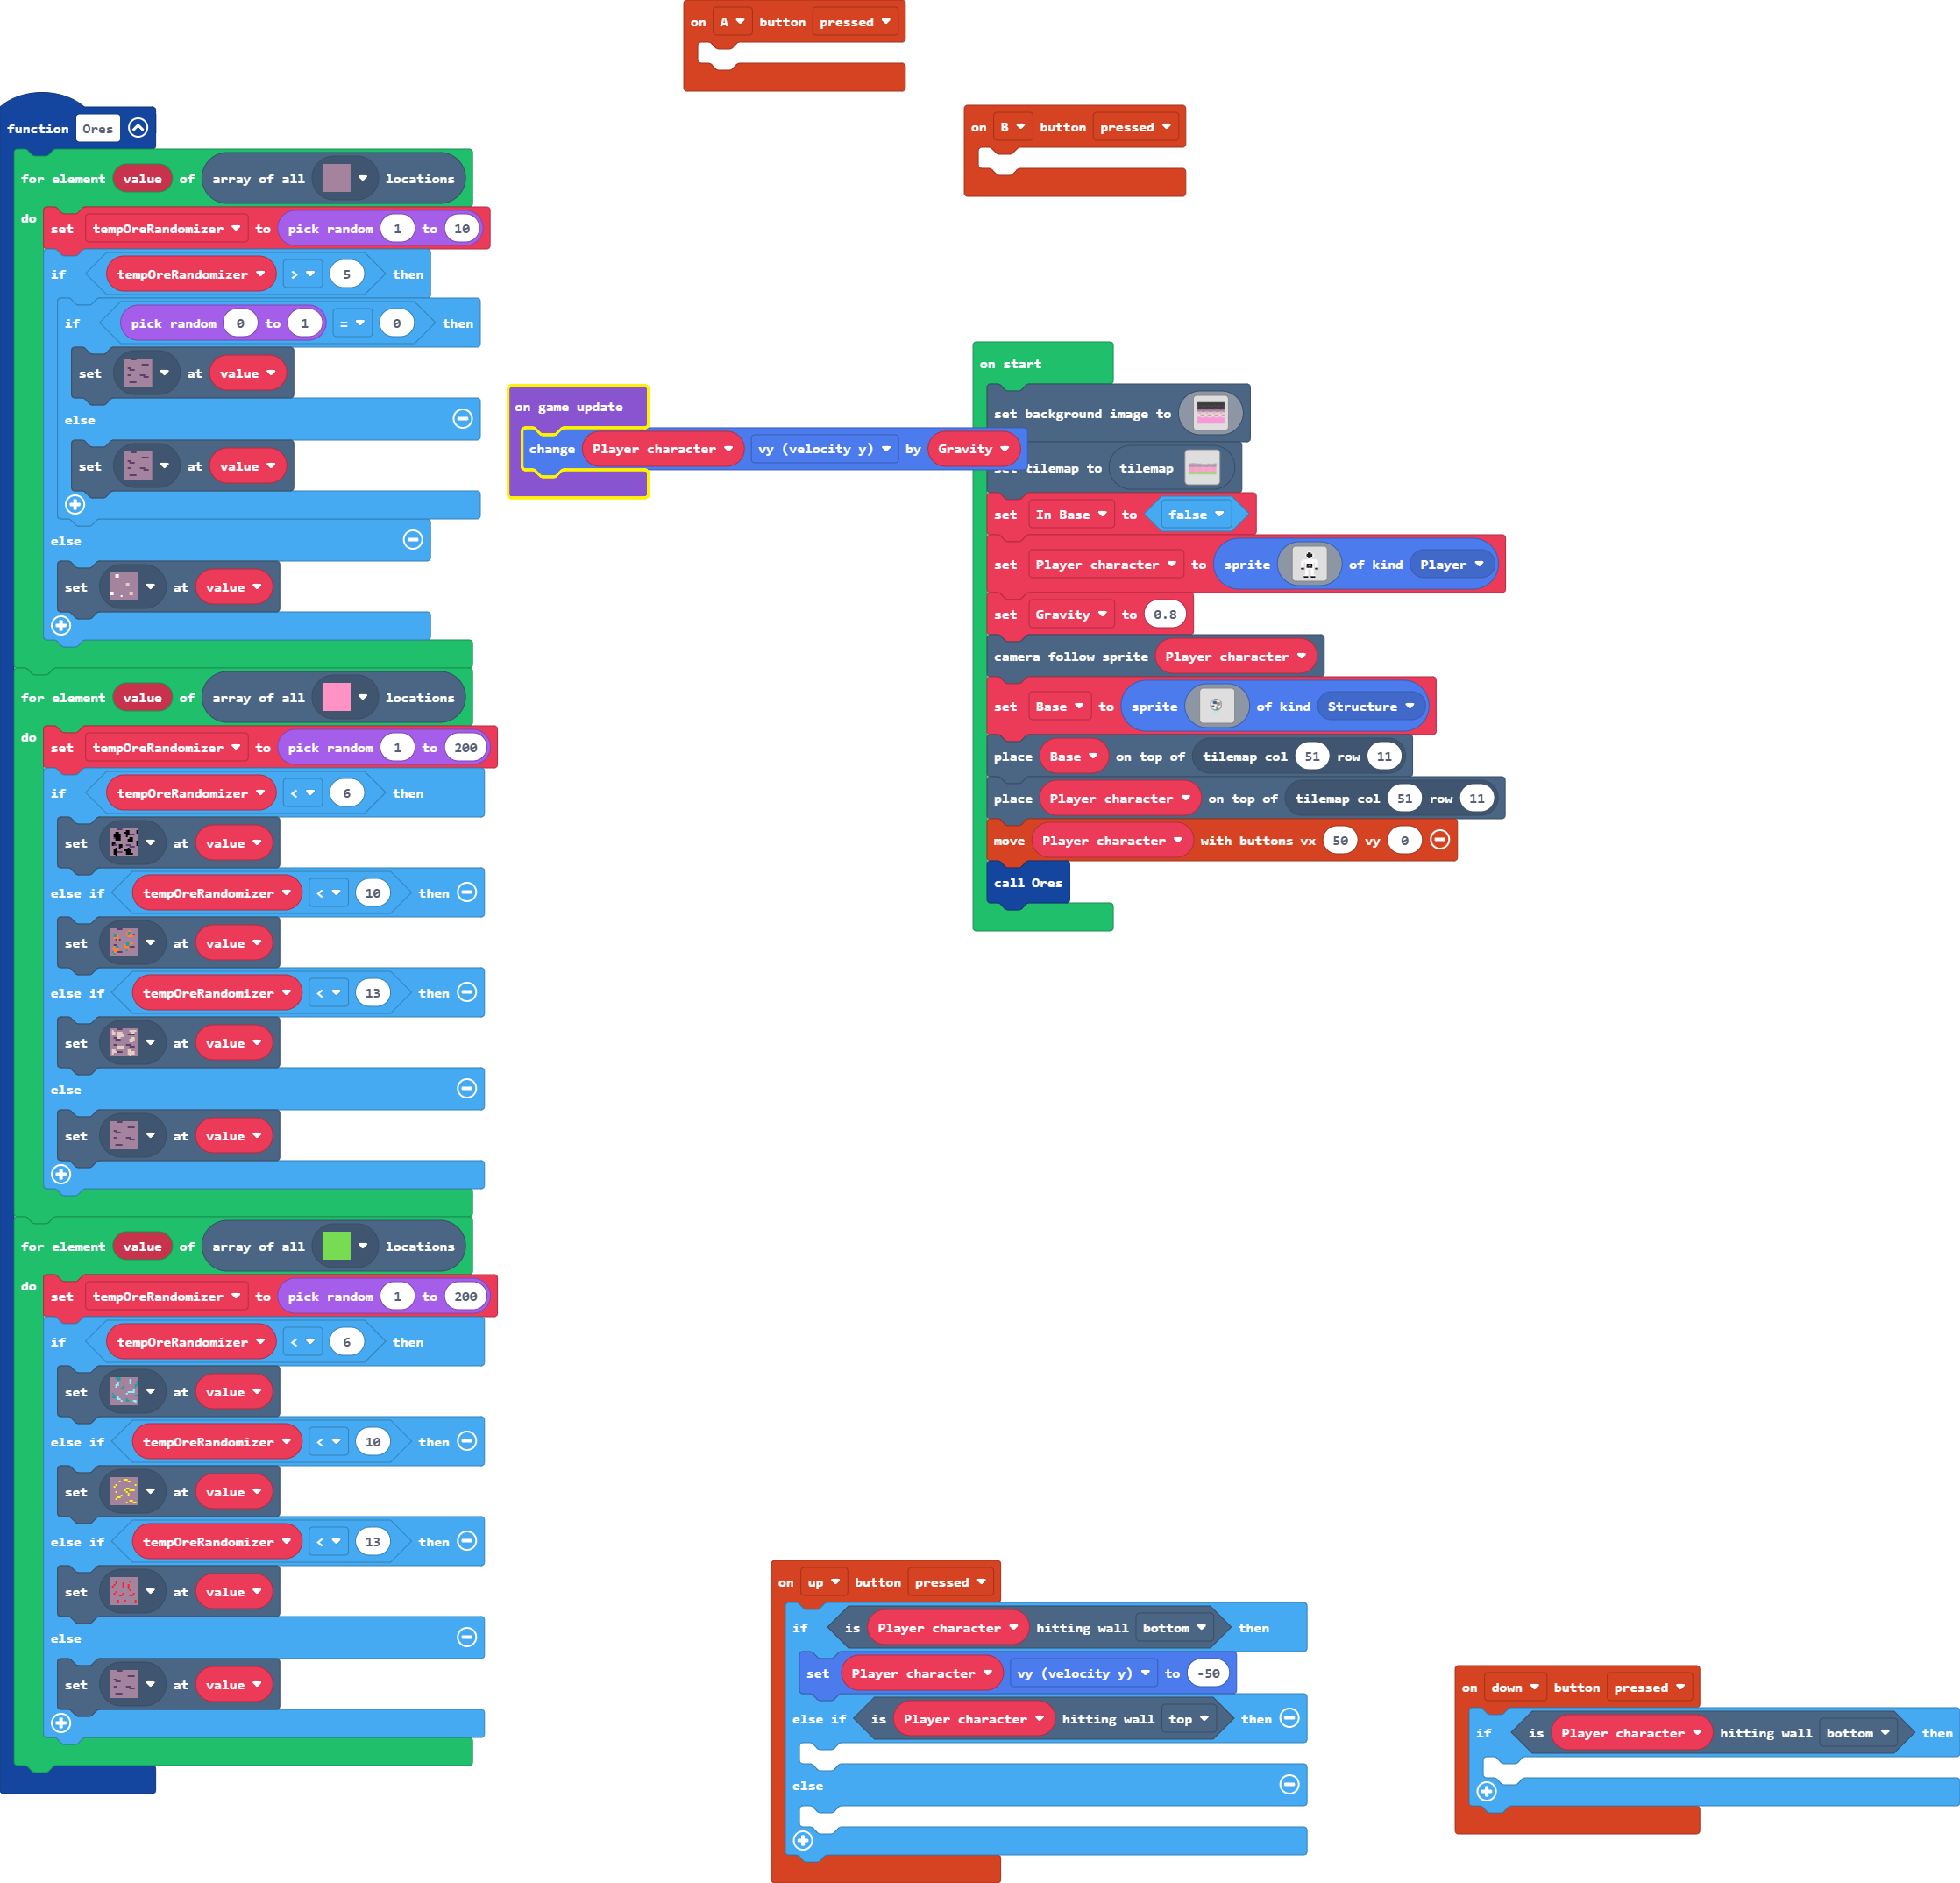 on A button pressed
on B button pressed
function Ores
for element value of array of all locations
do
set tempOreRandomizer to pick random 1 to 10
if tempOreRandomizer > 5 then
if pick random 0 to 1 = 0 then
set at value
else
set at value
else
set at value
for element value of array of all locations
do
set tempOreRandomizer to pick random 1 to 200
if tempOreRandomizer < 6 then
set at value
else if tempOreRandomizer < 10 then
set at value
else if tempOreRandomizer < 13 then
set at value
else
set at value
for element value of array of all locations
do
set tempOreRandomizer to pick random 1 to 200
if tempOreRandomizer < 6 then
set at value
else if tempOreRandomizer < 10 then
set at value
else if tempOreRandomizer < 13 then
set at value
else
set at value
on game update
change Player character vy (velocity y) by Gravity
on start
set background image to
set tilemap to tilemap
set In Base to false
set Player character to sprite of kind Player
set Gravity to 0.8
camera follow sprite Player character
set Base to sprite of kind Structure
place Base on top of tilemap col 51 row 11
place Player character on top of tilemap col 51 row 11
move Player character with buttons vx 50 vy 0
call Ores
on up button pressed
if is Player character hitting wall bottom then
set Player character vy (velocity y) to -50
else if is Player character hitting wall top then
else
on down button pressed
if is Player character hitting wall bottom then